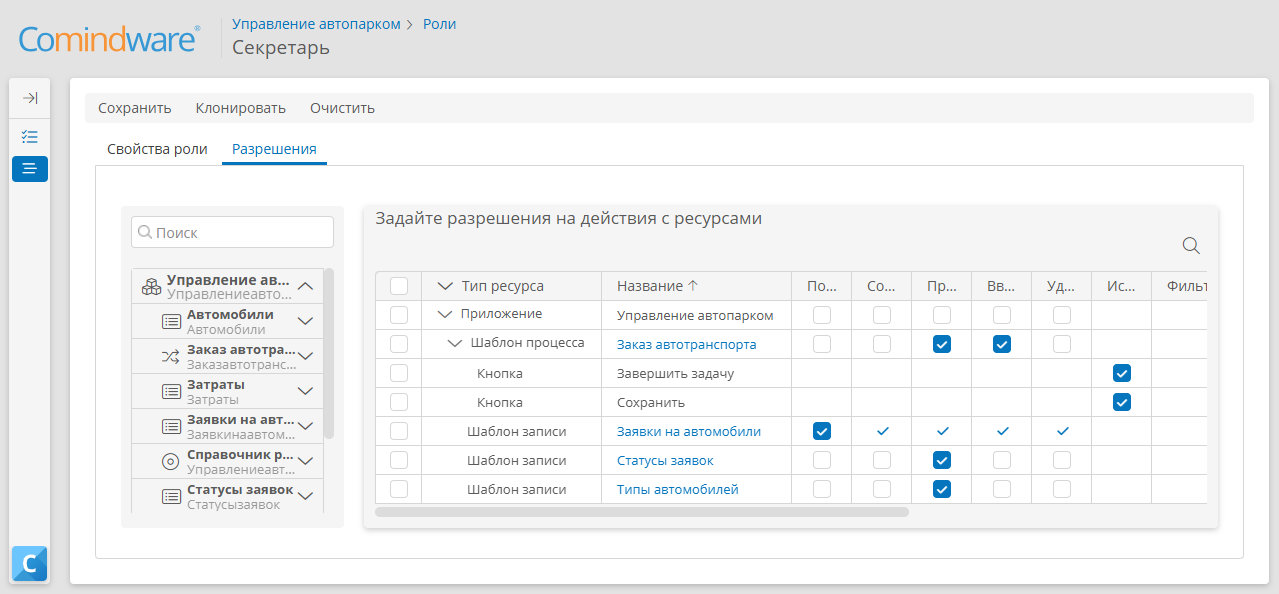 Comindware®
Управление автопарком > Роли
Секретарь
Сохранить Клонировать Очистить
Свойства роли Разрешения
Поиск
Управление ав...
Управлениеавто...
Автомобили
Автомобили
Заказ автотра...
Заказавтотранс...
Затраты
Затраты
Заявки на авт...
Заявкинаавтом...
Справочник р...
Управлениеавт...
Статусы заявок
Статусызаявок
Задайте разрешения на действия с ресурсами
Тип ресурса Название По... Со... Пр... Вв... Уд... Ис... Фильт
Приложение Управление автопарком
Шаблон процесса Заказ автотранспорта
Кнопка Завершить задачу
Кнопка Сохранить
Шаблон записи Заявки на автомобили
Шаблон записи Статусы заявок
Шаблон записи Типы автомобилей
C